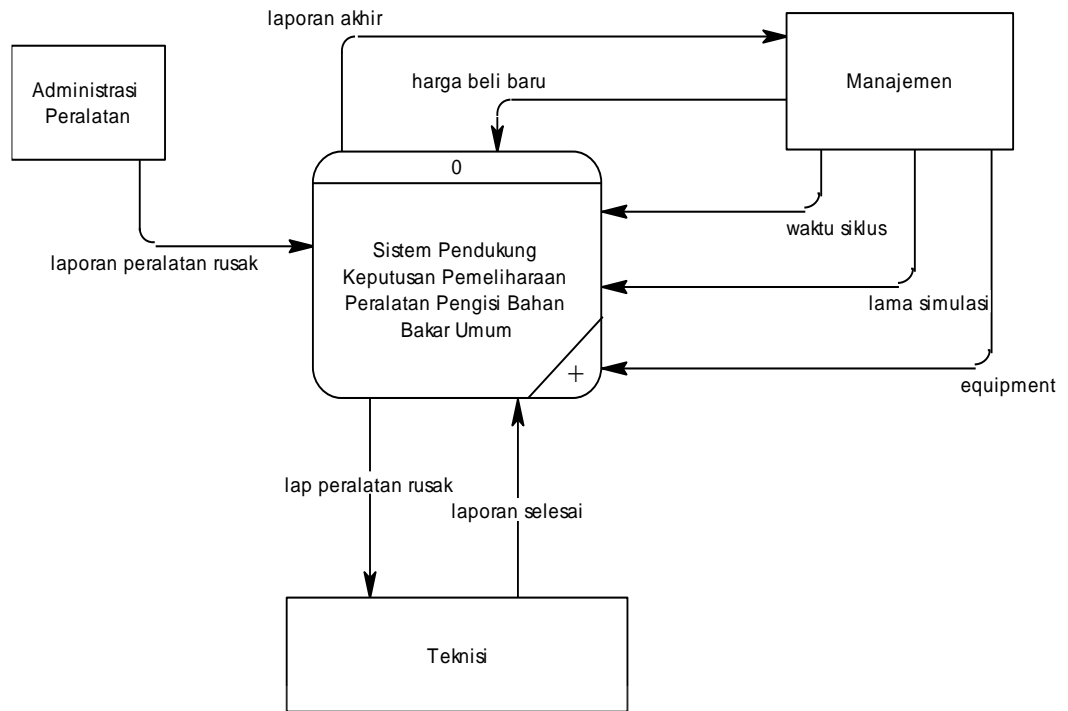 laporan akhir
harga beli baru
Manajemen
Administrasi
Peralatan
0
waktu siklus
laporan peralatan rusak
Sistem Pendukung
Keputusan Pemeliharaan
Peralatan Pengisi Bahan
Bakar Umum
lama simulasi
+
equipment
lap peralatan rusak
laporan selesai
Teknisi